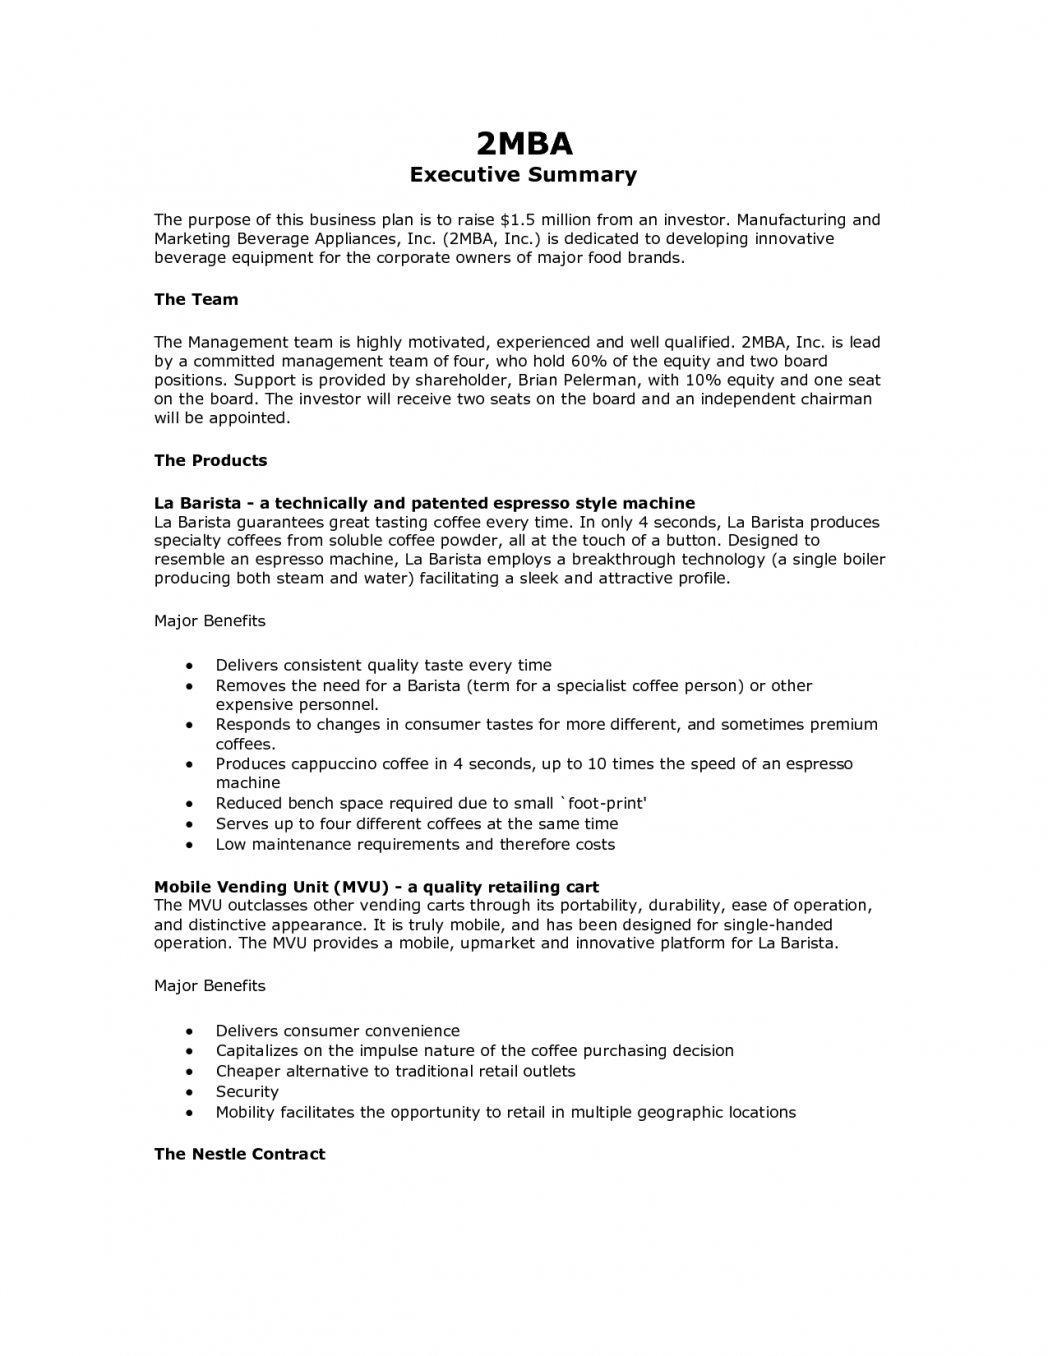 2MBA
Executive Summary
The purpose of this business plan is to raise $1.5 million from an investor. Manufacturing and
Marketing Beverage Appliances, Inc. (2MBA, Inc.) is dedicated to developing innovative
beverage equipment for the corporate owners of major food brands.
The Team
The Management team is highly motivated, experienced and well qualified. 2MBA, Inc. is lead
by a committed management team of four, who hold 60% of the equity and two board
positions. Support is provided by shareholder, Brian Pelerman, with 10% equity and one seat
on the board. The investor will receive two seats on the board and an independent chairman
will be appointed.
The Products
La Barista - a technically and patented espresso style machine
La Barista guarantees great tasting coffee every time. In only 4 seconds, La Barista produces
specialty coffees from soluble coffee powder, all at the touch of a button. Designed to
resemble an espresso machine, La Barista employs a breakthrough technology (a single boiler
producing both steam and water) facilitating a sleek and attractive profile.
Major Benefits
• Delivers consistent quality taste every time
• Removes the need for a Barista (term for a specialist coffee person) or other
expensive personnel.
• Responds to changes in consumer tastes for more different, and sometimes premium
coffees.
• Produces cappuccino coffee in 4 seconds, up to 10 times the speed of an espresso
machine
• Reduced bench space required due to small `foot-print'
• Serves up to four different coffees at the same time
• Low maintenance requirements and therefore costs
Mobile Vending Unit (MVU) - a quality retailing cart
The MVU outclasses other vending carts through its portability, durability, ease of operation,
and distinctive appearance. It is truly mobile, and has been designed for single-handed
operation. The MVU provides a mobile, upmarket and innovative platform for La Barista.
Major Benefits
• Delivers consumer convenience
• Capitalizes on the impulse nature of the coffee purchasing decision
• Cheaper alternative to traditional retail outlets
• Security
• Mobility facilitates the opportunity to retail in multiple geographic locations
The Nestle Contract